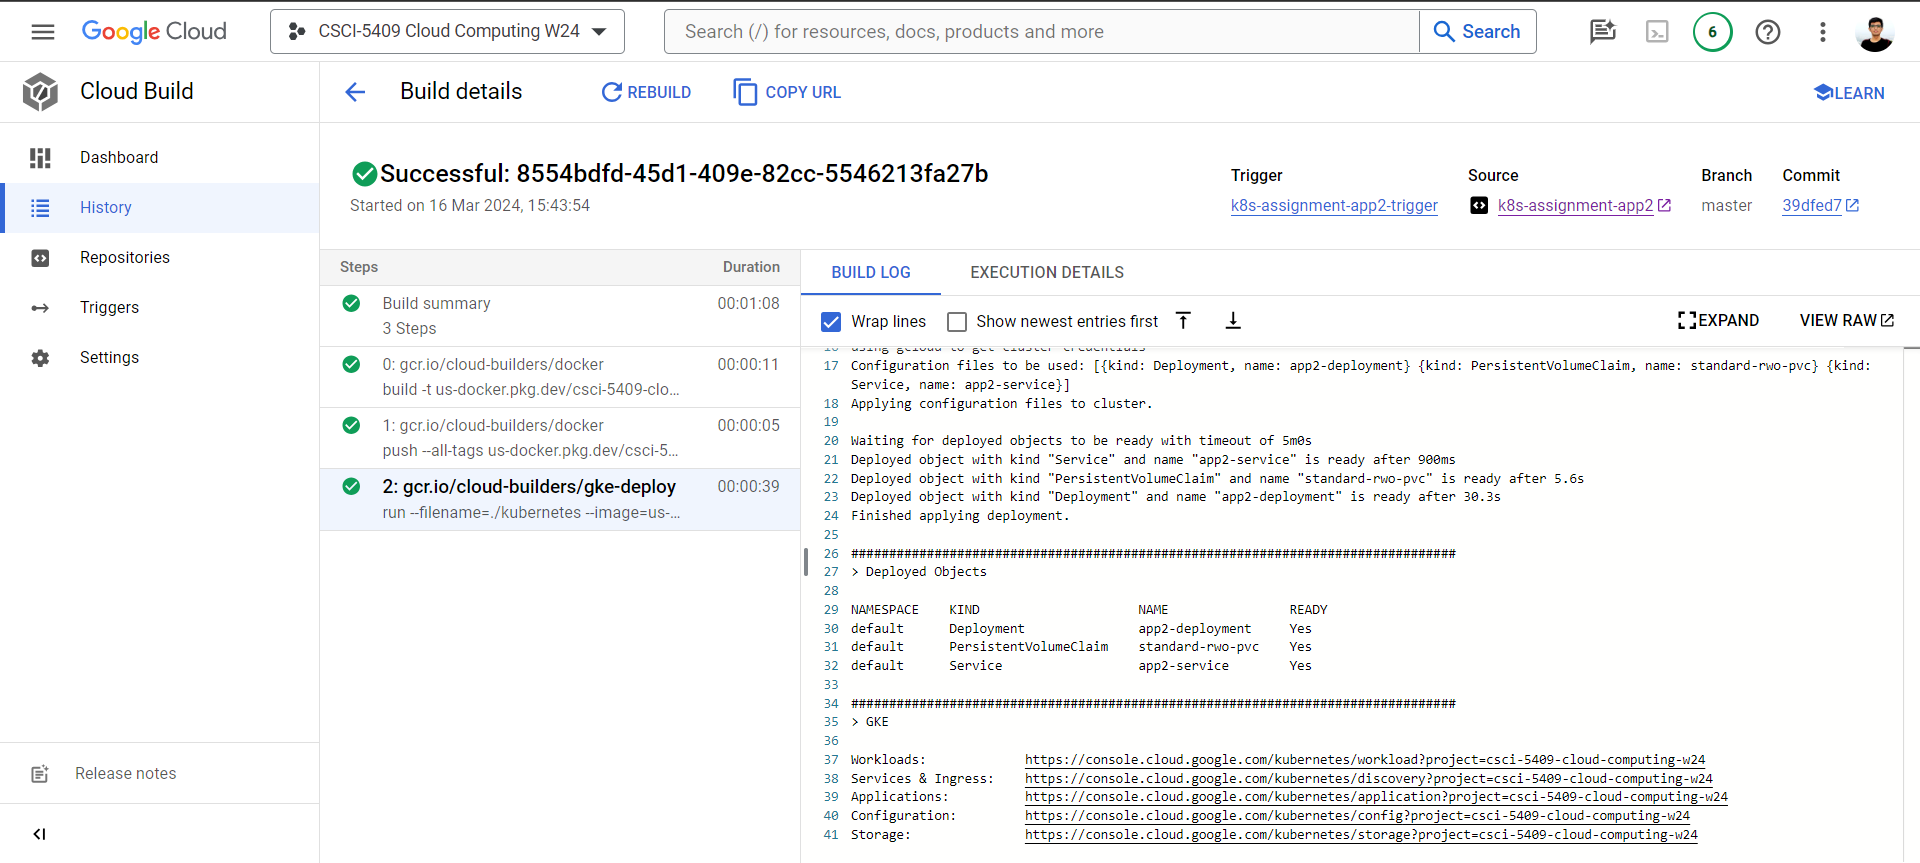 Google Cloud
CSCI-5409 Cloud Computing W24
Search (/) for resources, docs, products and more
Search
6
Cloud Build
Build details
REBUILD
COPY URL
LEARN
Dashboard
History
Repositories
Triggers
Settings
Release notes
Successful: 8554bdfd-45d1-409e-82cc-5546213fa27b
Started on 16 Mar 2024, 15:43:54
Trigger
k8s-assignment-app2-trigger
Source
k8s-assignment-app2
Branch
master
Commit
39dfed7
Steps Duration
Build summary 00:01:08
3 Steps
0: gcr.io/cloud-builders/docker 00:00:11
build -t us-docker.pkg.dev/csci-5409-clo...
1: gcr.io/cloud-builders/docker 00:00:05
push --all-tags us-docker.pkg.dev/csci-5...
2: gcr.io/cloud-builders/gke-deploy 00:00:39
run --filename=./kubernetes --image=us-...
BUILD LOG EXECUTION DETAILS
Wrap lines Show newest entries first EXPAND VIEW RAW
16 Using gcloud to get cluster credentials
17 Configuration files to be used: [{kind: Deployment, name: app2-deployment} {kind: PersistentVolumeClaim, name: standard-rwo-pvc} {kind:
Service, name: app2-service}]
18 Applying configuration files to cluster.
19
20 Waiting for deployed objects to be ready with timeout of 5m0s
21 Deployed object with kind "Service" and name "app2-service" is ready after 900ms
22 Deployed object with kind "PersistentVolumeClaim" and name "standard-rwo-pvc" is ready after 5.6s
23 Deployed object with kind "Deployment" and name "app2-deployment" is ready after 30.3s
24 Finished applying deployment.
25
26 ################################################################################
27 > Deployed Objects
28
29 NAMESPACE KIND NAME READY
30 default Deployment app2-deployment Yes
31 default PersistentVolumeClaim standard-rwo-pvc Yes
32 default Service app2-service Yes
33
34 ################################################################################
35 > GKE
36
37 Workloads: https://console.cloud.google.com/kubernetes/workload?project=csci-5409-cloud-computing-w24
38 Services & Ingress: https://console.cloud.google.com/kubernetes/discovery?project=csci-5409-cloud-computing-w24
39 Applications: https://console.cloud.google.com/kubernetes/application?project=csci-5409-cloud-computing-w24
40 Configuration: https://console.cloud.google.com/kubernetes/config?project=csci-5409-cloud-computing-w24
41 Storage: https://console.cloud.google.com/kubernetes/storage?project=csci-5409-cloud-computing-w24